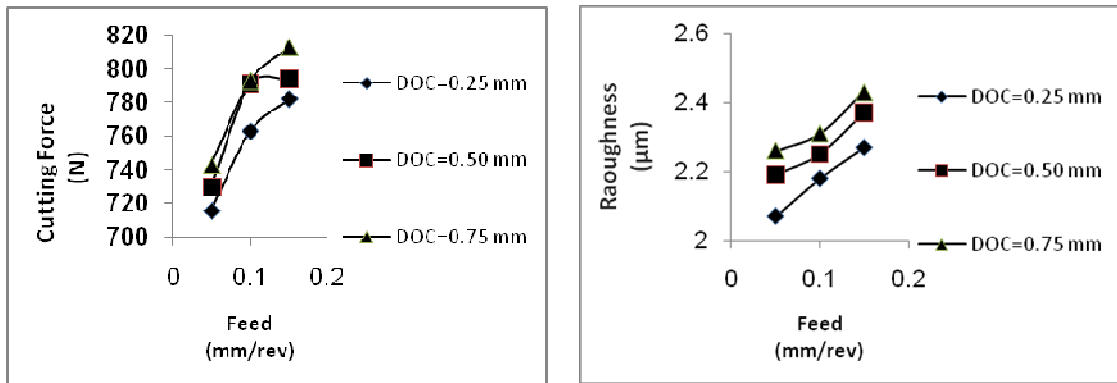 820
800
780
760
740
720
700
Cutting Force
(N)
0
0.1
0.2
Feed
(mm/rev)
DOC=0.25 mm
DOC=0.50 mm
DOC=0.75 mm
2.6
2.4
2.2
2
Raoughness
(µm)
0
0.1
0.2
Feed
(mm/rev)
DOC=0.25 mm
DOC=0.50 mm
DOC=0.75 mm